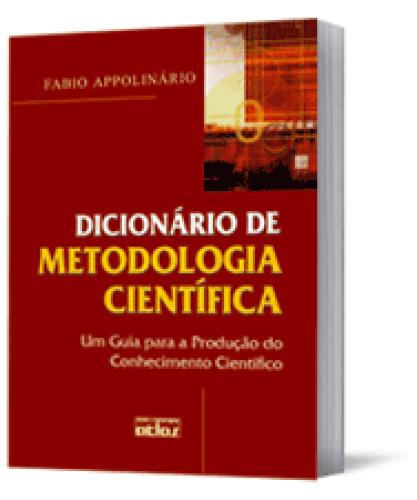 FABIO APPOLINÁRIO
DICIONÁRIO DE
METODOLOGIA
CIENTÍFICA
Um Guia para a Produção do
Conhecimento Científico
atlas